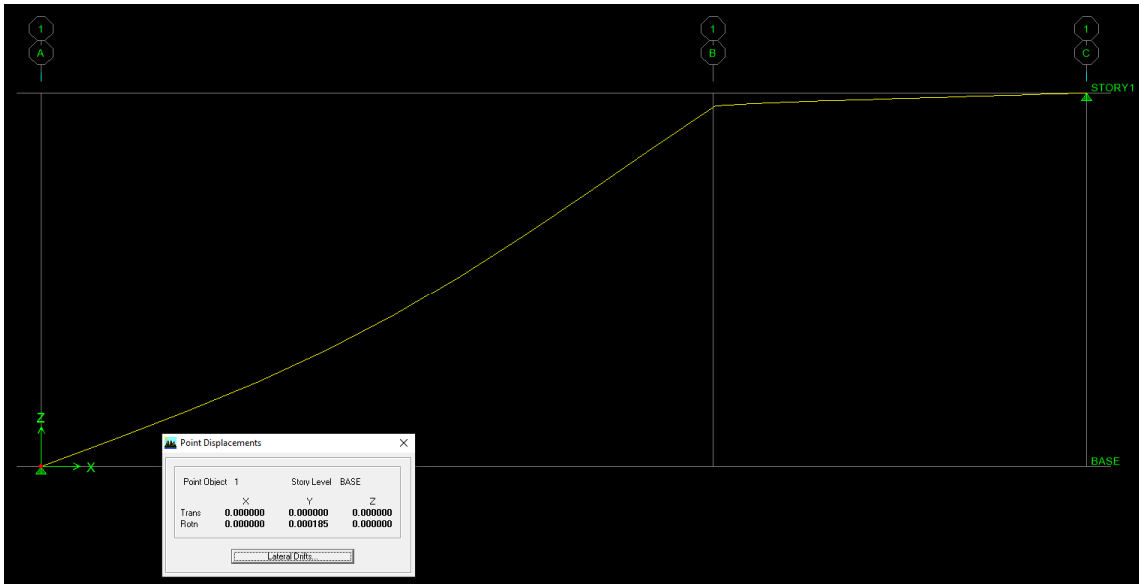 1 1 1
A B C
STORY1
Z
X
BASE
Point Displacements
Point Object 1 Story Level BASE
X Y Z
Trans 0.000000 0.000000 0.000000
Rotn 0.000000 0.000185 0.000000
Lateral Drifts...